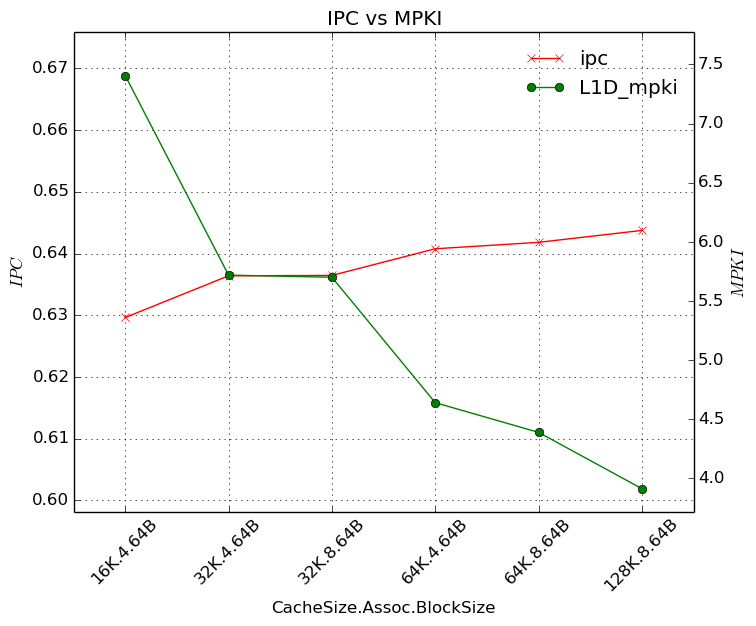 IPC vs MPKI
ipc
L1D_mpki
0.67
0.66
0.65
0.64
0.63
0.62
0.61
0.60
IPC
7.5
7.0
6.5
6.0
5.5
5.0
4.5
4.0
MPKI
16K.4.64B
32K.4.64B
32K.8.64B
64K.4.64B
64K.8.64B
128K.8.64B
CacheSize.Assoc.BlockSize